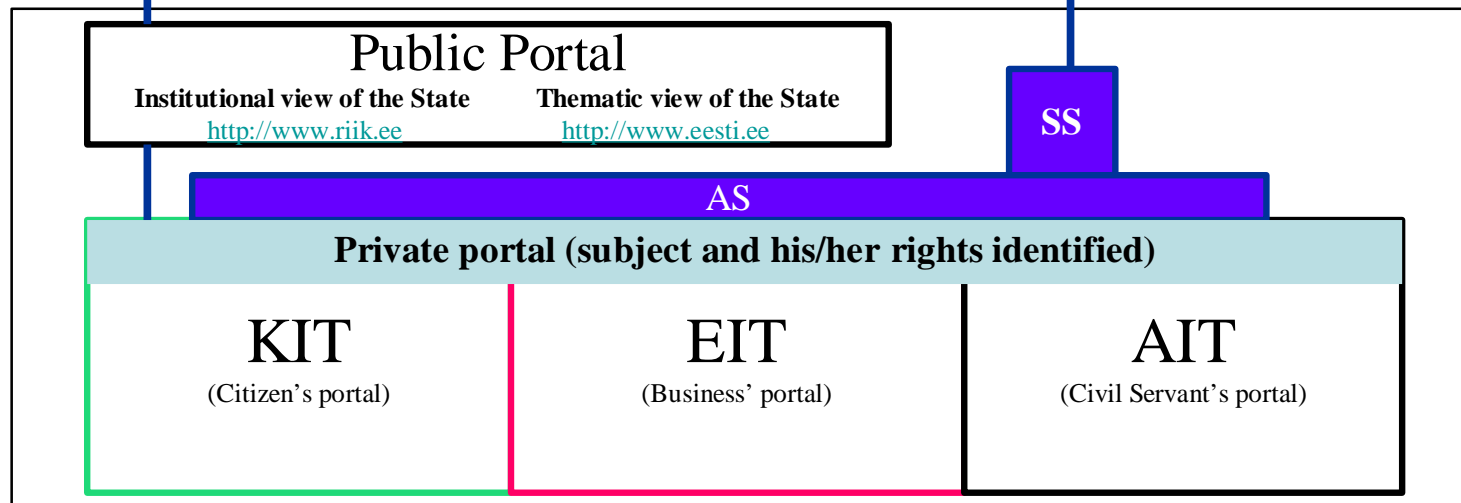 Public Portal
Institutional view of the State Thematic view of the State
http://www.riik.ee http://www.eesti.ee
SS
AS
Private portal (subject and his/her rights identified)
KIT EIT AIT
(Citizen’s portal) (Business’ portal) (Civil Servant’s portal)